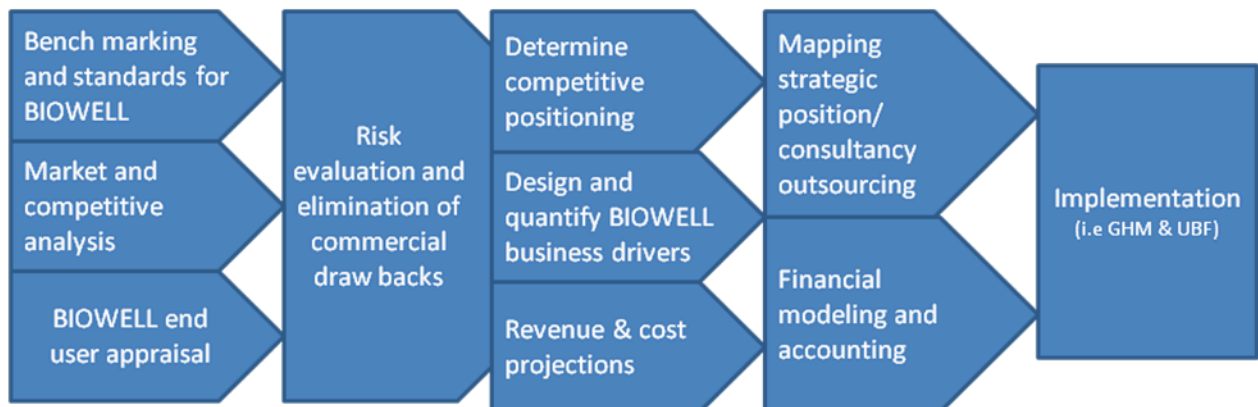 Bench marking
and standards for
BIOWELL
Market and
competitive
analysis
BIOWELL end
user appraisal
Risk
evaluation and
elimination of
commercial
draw backs
Determine
competitive
positioning
Design and
quantify BIOWELL
business drivers
Revenue & cost
projections
Mapping
strategic
position/
consultancy
outsourcing
Financial
modeling and
accounting
Implementation
(i.e GHM & UBF)